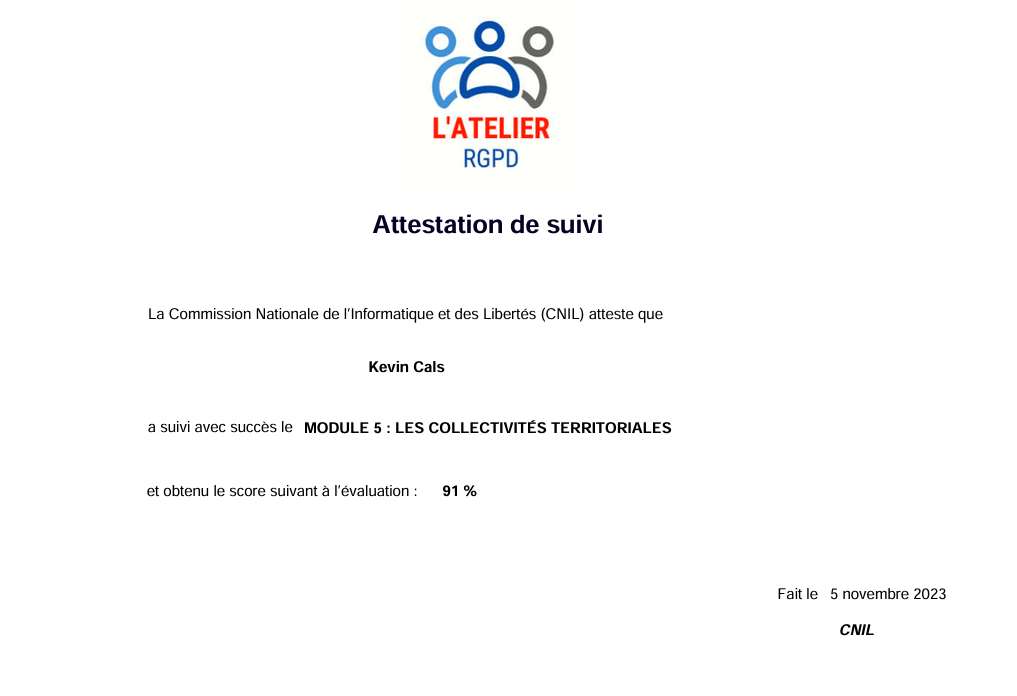 L'ATELIER
RGPD
Attestation de suivi
La Commission Nationale de l'Informatique et des Libertés (CNIL) atteste que
Kevin Cals
a suivi avec succès le MODULE 5 : LES COLLECTIVITÉS TERRITORIALES
et obtenu le score suivant à l'évaluation : 91 %
Fait le 5 novembre 2023
CNIL